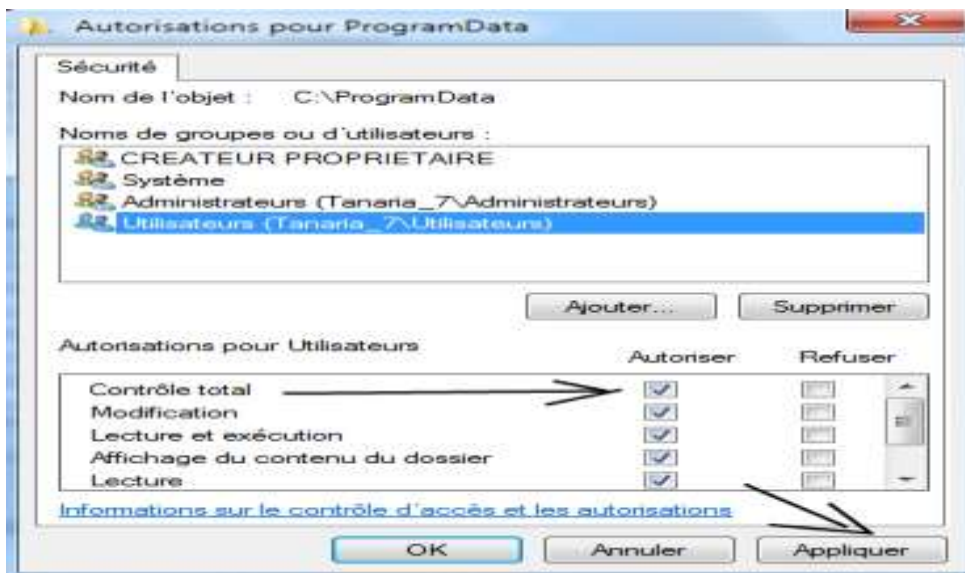 Autorisations pour ProgramData
Sécurité
Nom de l'objet : C:\ProgramData
Noms de groupes ou d'utilisateurs :
CREATEUR PROPRIETAIRE
Système
Administrateurs (Tanaria_7\Administrateurs)
Utilisateurs (Tanaria_7\Utilisateurs)
Ajouter... Supprimer
Autorisations pour Utilisateurs Autoriser Refuser
Contrôle total
Modification
Lecture et exécution
Affichage du contenu du dossier
Lecture
Informations sur le contrôle d'accès et les autorisations
OK Annuler Appliquer